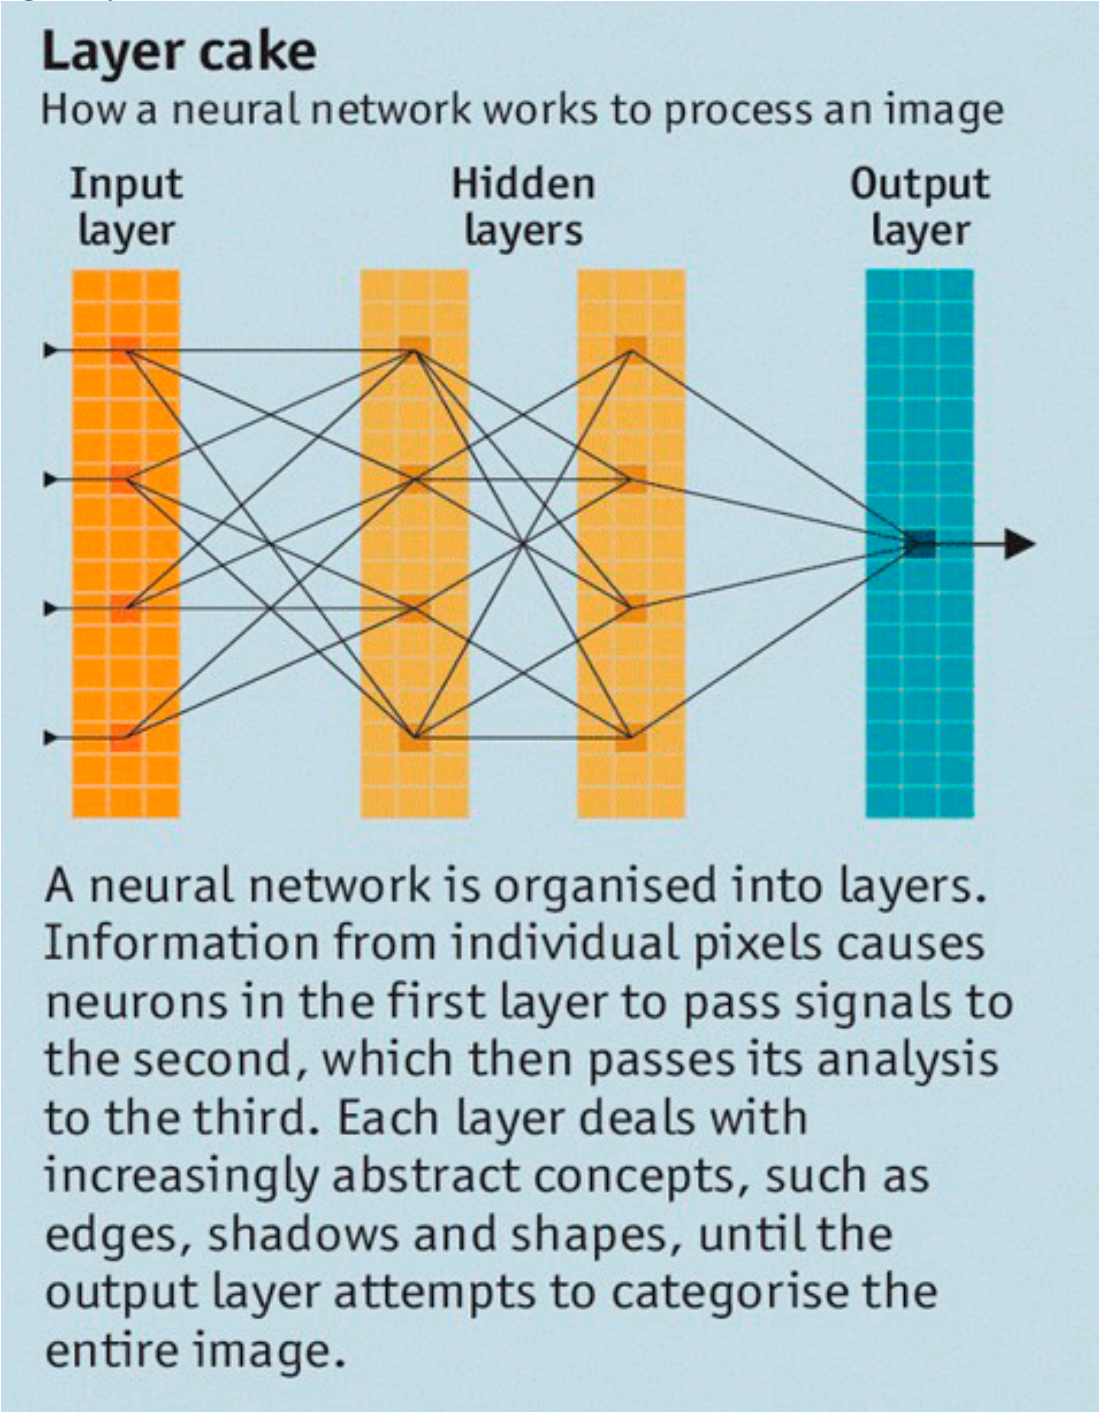 Layer cake
How a neural network works to process an image
Input layer
Hidden layers
Output layer
A neural network is organised into layers.
Information from individual pixels causes
neurons in the first layer to pass signals to
the second, which then passes its analysis
to the third. Each layer deals with
increasingly abstract concepts, such as
edges, shadows and shapes, until the
output layer attempts to categorise the
entire image.